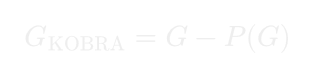 G_KOBRA = G − P(G)